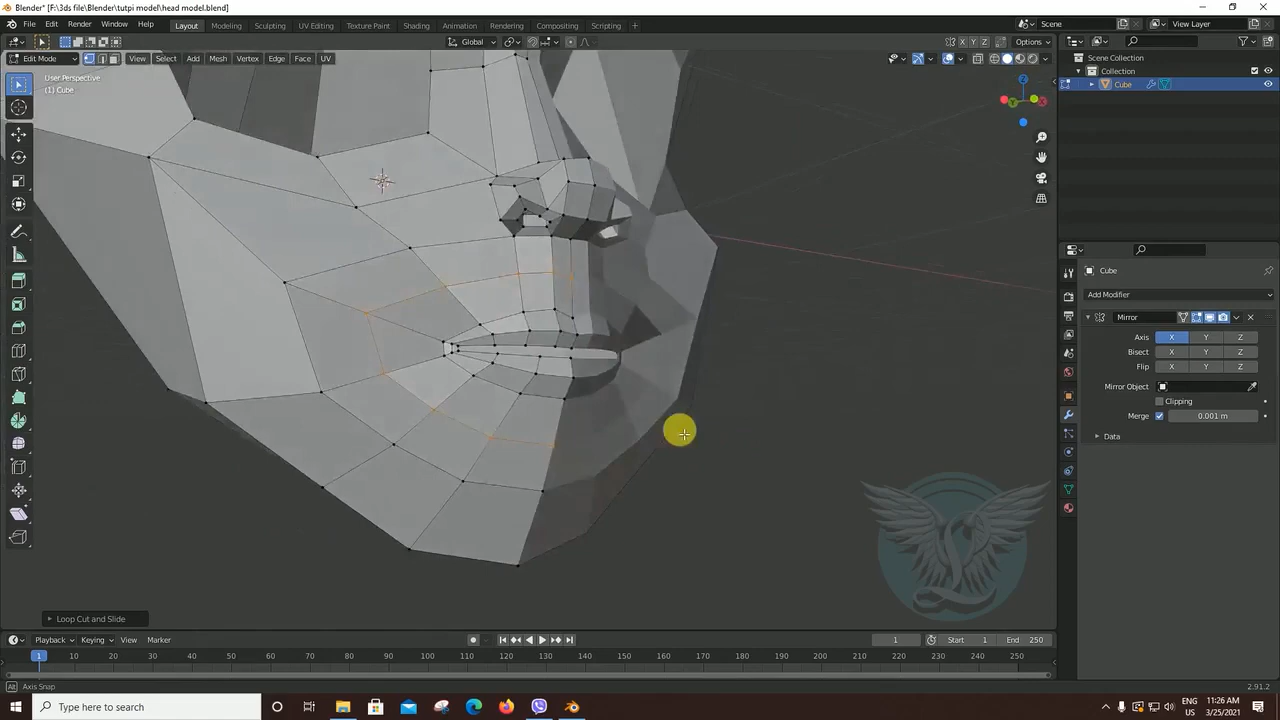 Blender* [F:\3ds files\Blender\tutpi model\head model.blend]
File Edit Render Window Help
Layout Modeling Sculpting UV Editing Texture Paint Shading Animation Rendering Compositing Scripting +
Scene
View Layer
Global
X Y Z
Options
Edit Mode
View Select Add Mesh Vertex Edge Face UV
User Perspective
(1) Cube
Z
Scene Collection
Collection
Cube
Cube
Add Modifier
Mirror
Axis X Y Z
Bisect X Y Z
Flip X Y Z
Mirror Object
Clipping
Merge 0.001 m
Data
Loop Cut and Slide
Playback Keying View Marker
1
Start 1
End 250
1 10 20 30 40 50 60 70 80 90 100 110 120 130 140 150 160 170 180 190 200 210 220 230 240 250
Axis Snap
2.91.2
Type here to search
ENG
US
11:26 AM
3/25/2021